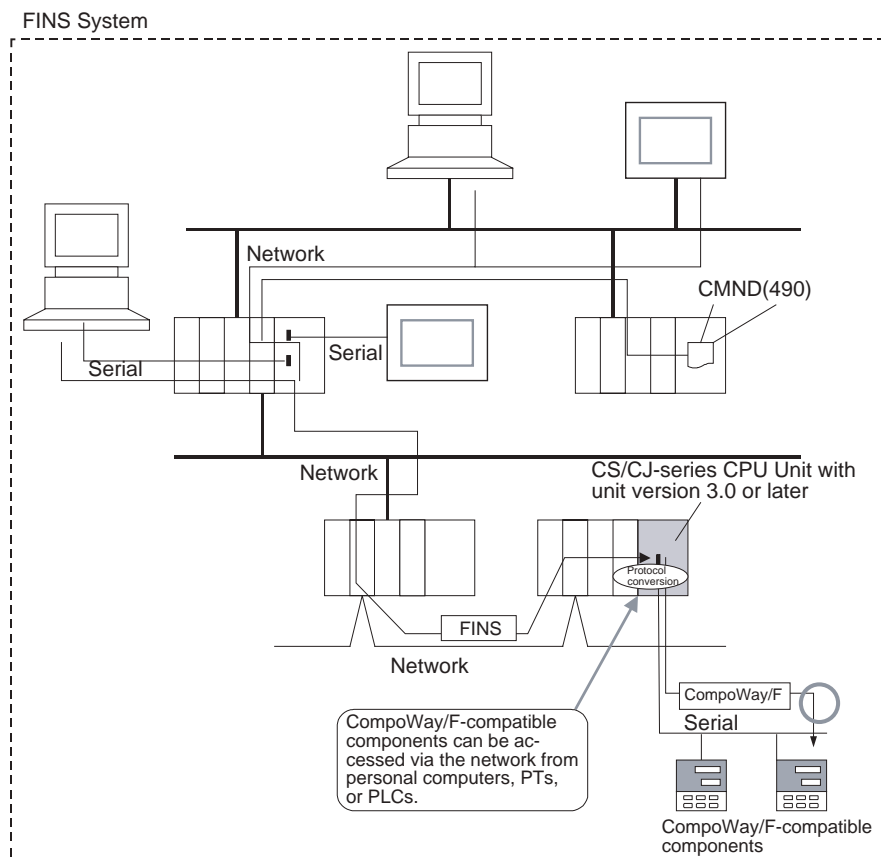 FINS System
Network
CMND(490)
Serial
Serial
Network
CS/CJ-series CPU Unit with
unit version 3.0 or later
Protocol
conversion
FINS
Network
CompoWay/F
Serial
CompoWay/F-compatible
components can be ac-
cessed via the network from
personal computers, PTs,
or PLCs.
CompoWay/F-compatible
components